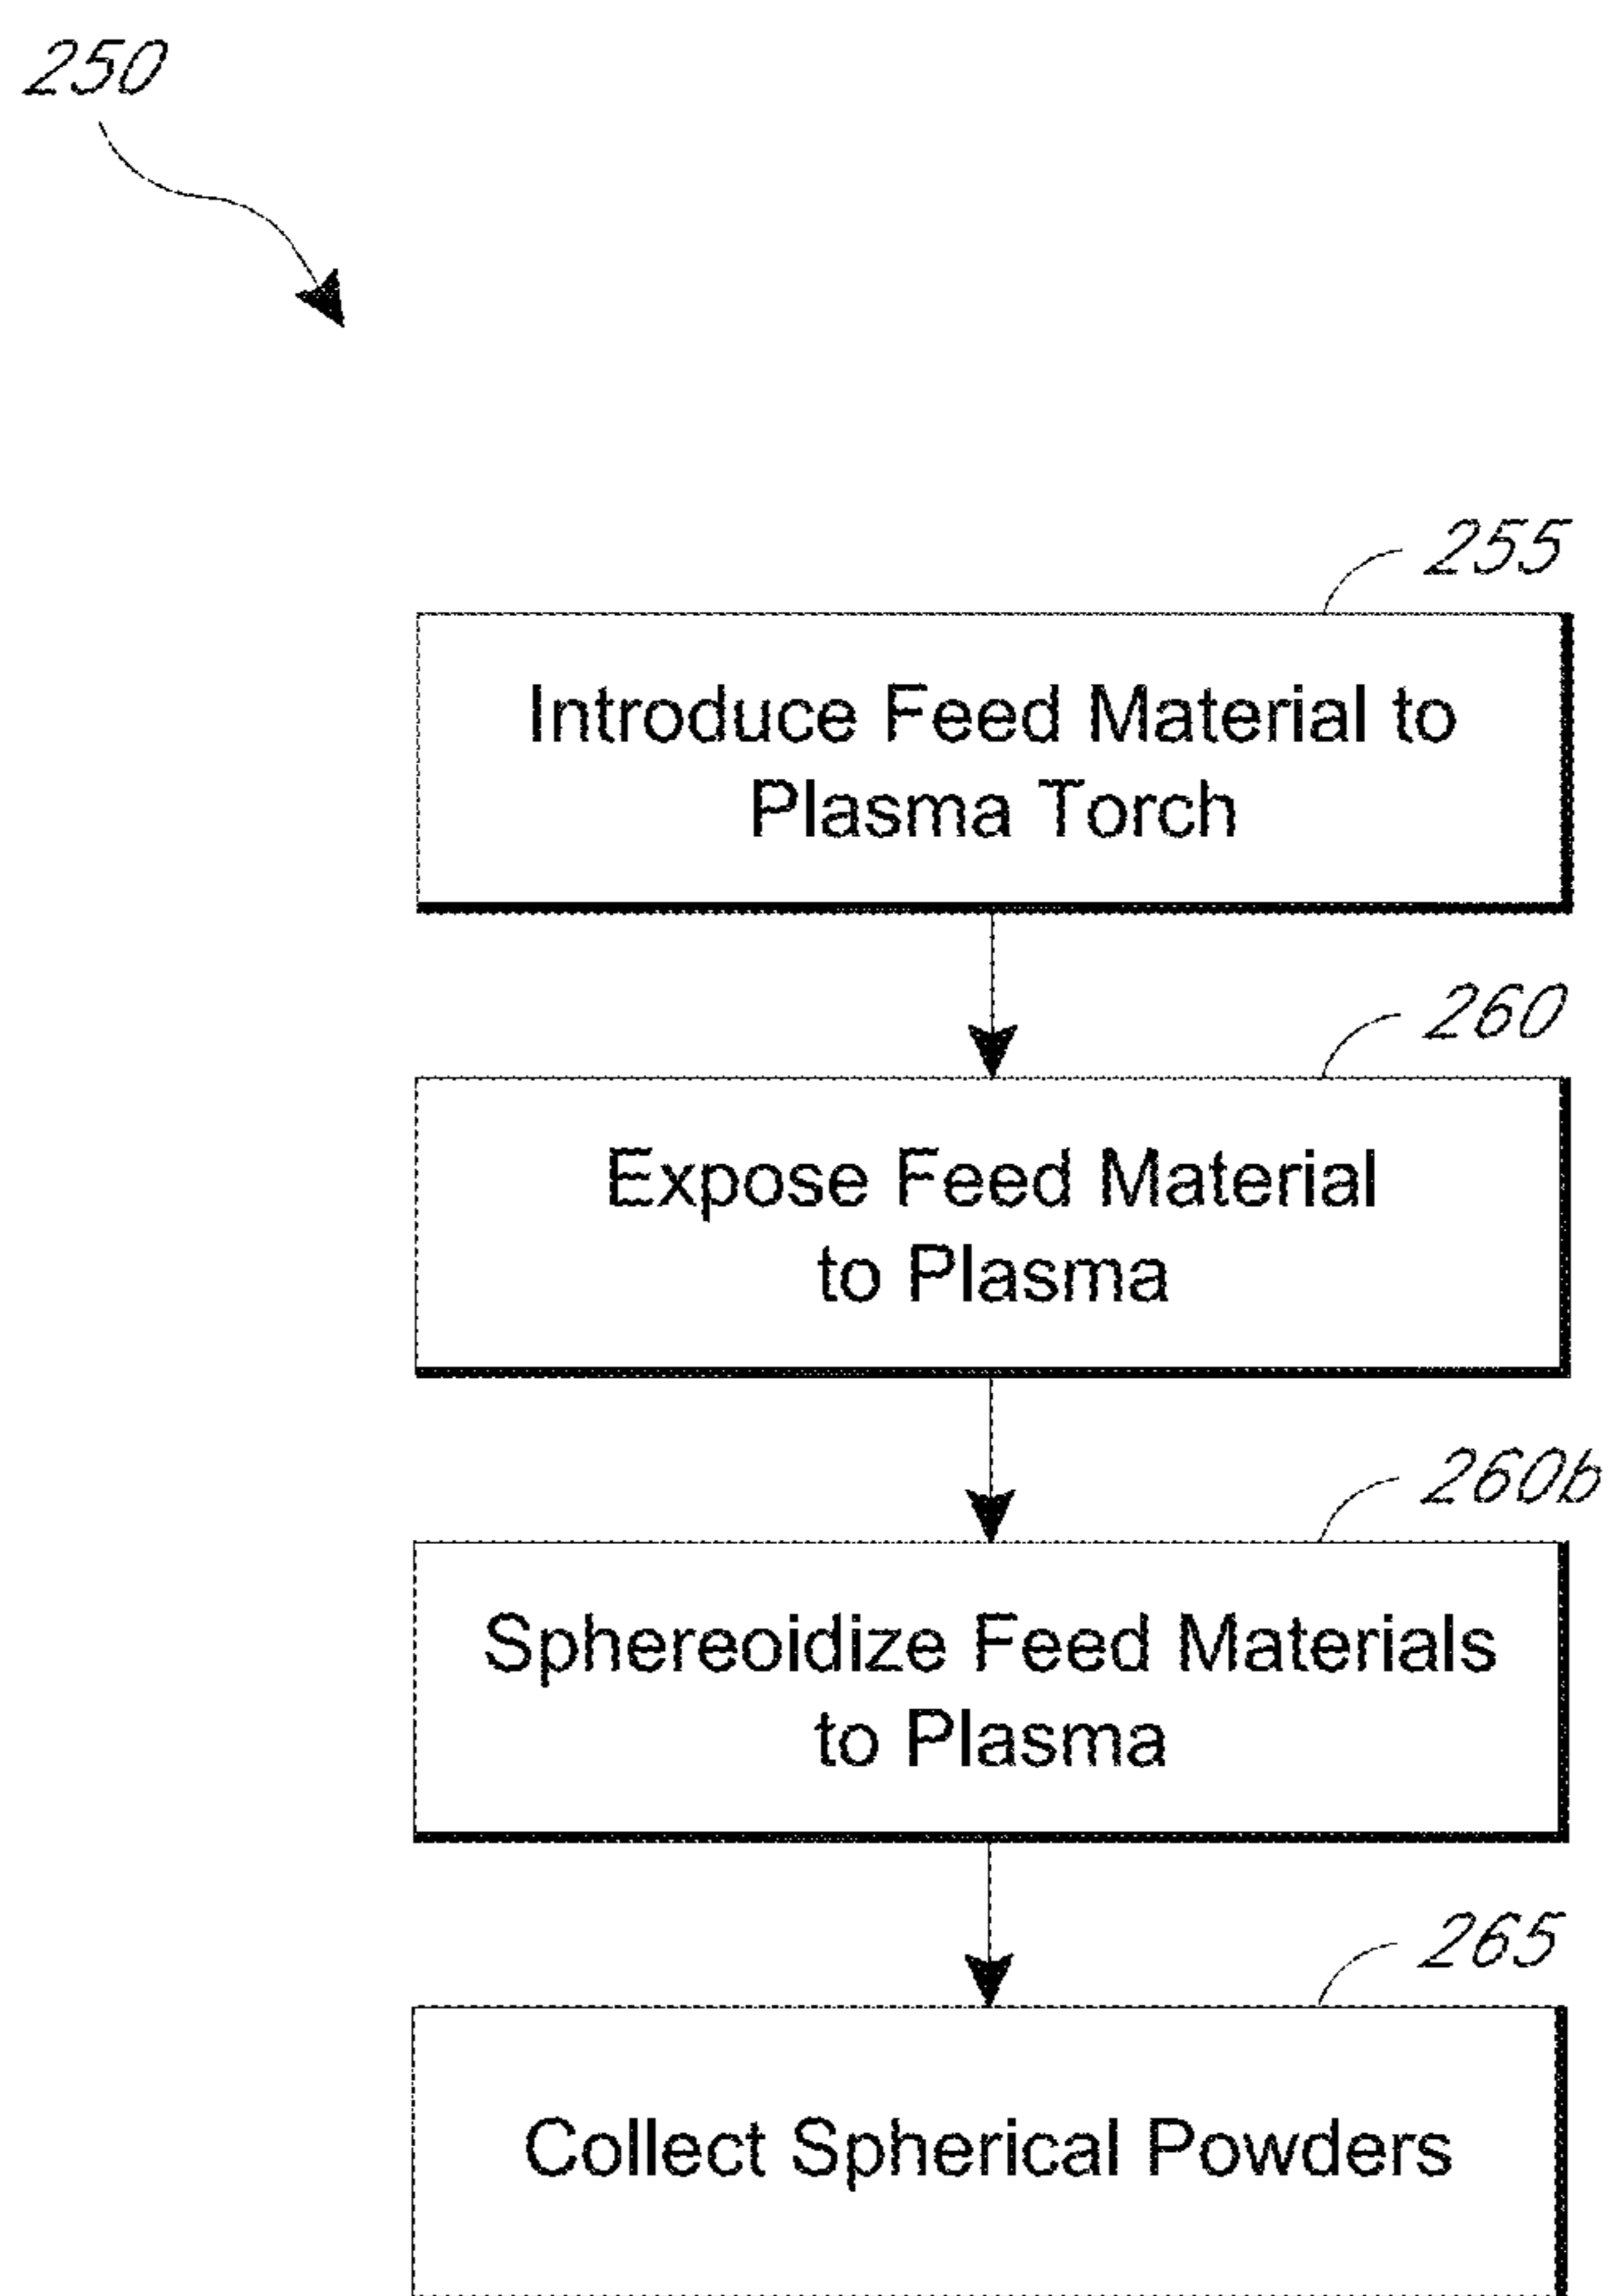 250
255
Introduce Feed Material to
Plasma Torch
260
Expose Feed Material
to Plasma
260b
Sphereoidize Feed Materials
to Plasma
265
Collect Spherical Powders